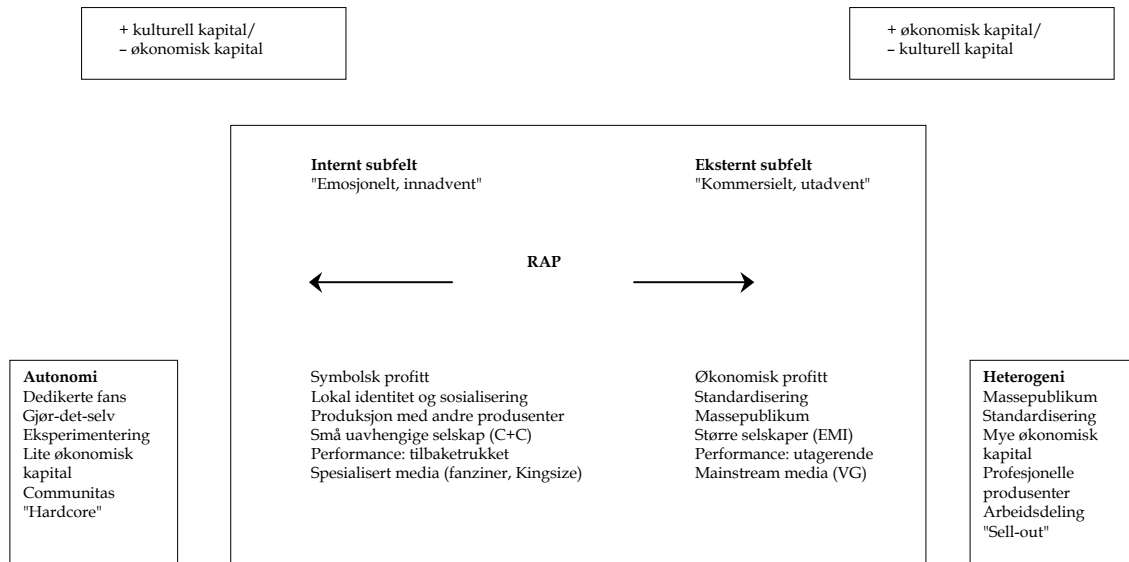 + kulturell kapital/
– økonomisk kapital
+ økonomisk kapital/
– kulturell kapital
Internt subfelt
"Emosjonelt, innadvent"
Eksternt subfelt
"Kommersielt, utadvent"
RAP
Autonomi
Dedikerte fans
Gjør-det-selv
Eksperimentering
Lite økonomisk
kapital
Communitas
"Hardcore"
Symbolsk profitt
Lokal identitet og sosialisering
Produksjon med andre produsenter
Små uavhengige selskap (C+C)
Performance: tilbaketrukket
Spesialisert media (fanziner, Kingsize)
Økonomisk profitt
Standardisering
Massepublikum
Større selskaper (EMI)
Performance: utagerende
Mainstream media (VG)
Heterogeni
Massepublikum
Standardisering
Mye økonomisk
kapital
Profesjonelle
produsenter
Arbeidsdeling
"Sell-out"